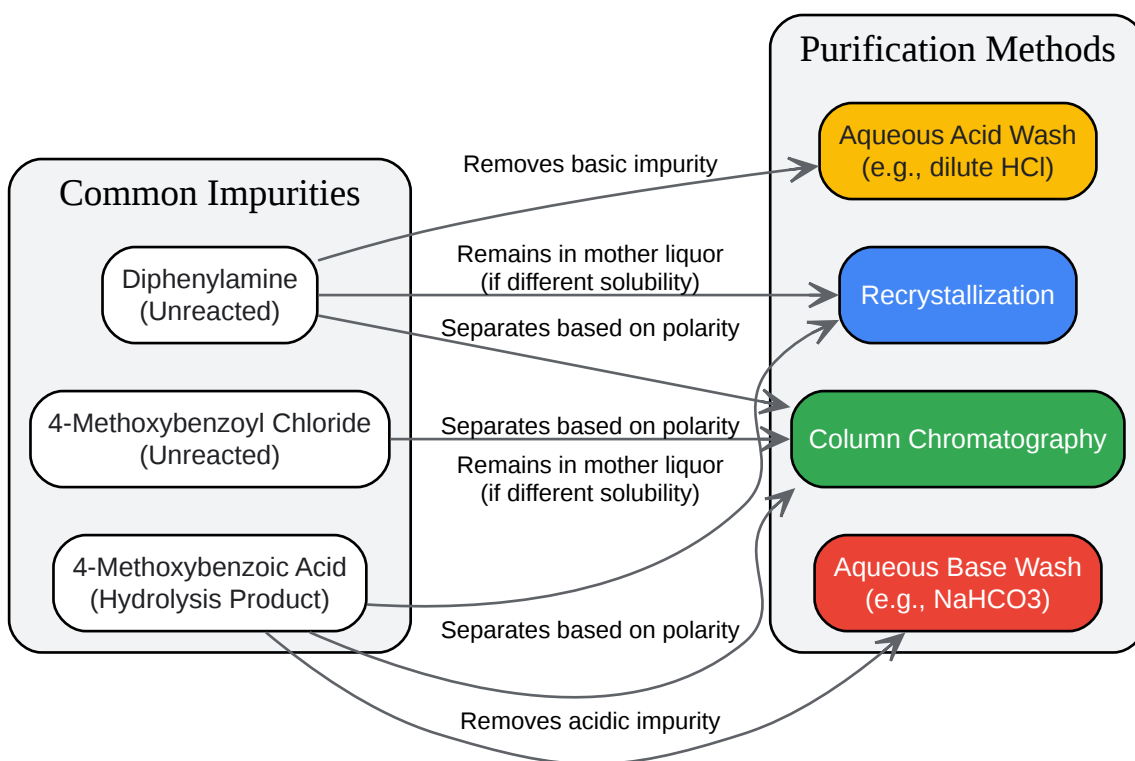 Common Impurities
Diphenylamine
(Unreacted)
4-Methoxybenzoyl Chloride
(Unreacted)
4-Methoxybenzoic Acid
(Hydrolysis Product)
Removes basic impurity
Remains in mother liquor
(if different solubility)
Separates based on polarity
Separates based on polarity
Remains in mother liquor
(if different solubility)
Separates based on polarity
Removes acidic impurity
Purification Methods
Aqueous Acid Wash
(e.g., dilute HCl)
Recrystallization
Column Chromatography
Aqueous Base Wash
(e.g., NaHCO3)